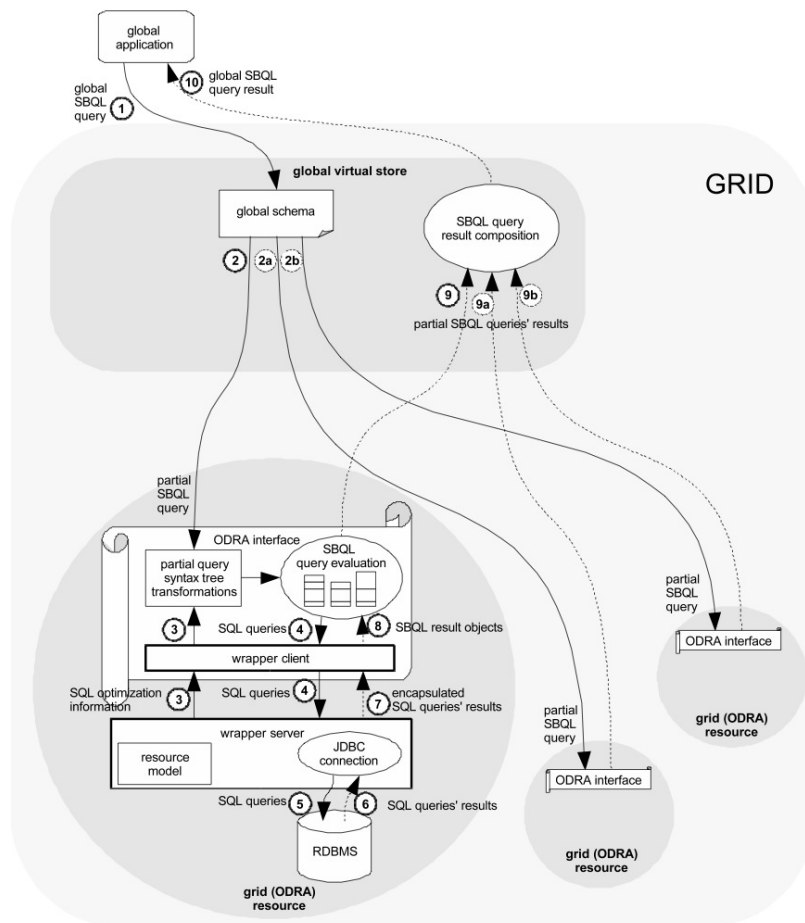 global
application
10
global SBQL
query result
global
SBQL
query
1
GRID
global virtual store
global schema
SBQL query
result composition
2
2a
2b
9
9a
9b
partial SBQL queries' results
partial
SBQL
query
ODRA interface
partial query
syntax tree
transformations
SBQL
query evaluation
3
SQL queries
4
8
SBQL result objects
wrapper client
SQL optimization
information
3
SQL queries
4
7
encapsulated
SQL queries' results
wrapper server
resource
model
JDBC
connection
SQL queries
5
6
SQL queries' results
RDBMS
grid (ODRA)
resource
partial
SBQL
query
ODRA interface
grid (ODRA)
resource
partial
SBQL
query
ODRA interface
grid (ODRA)
resource